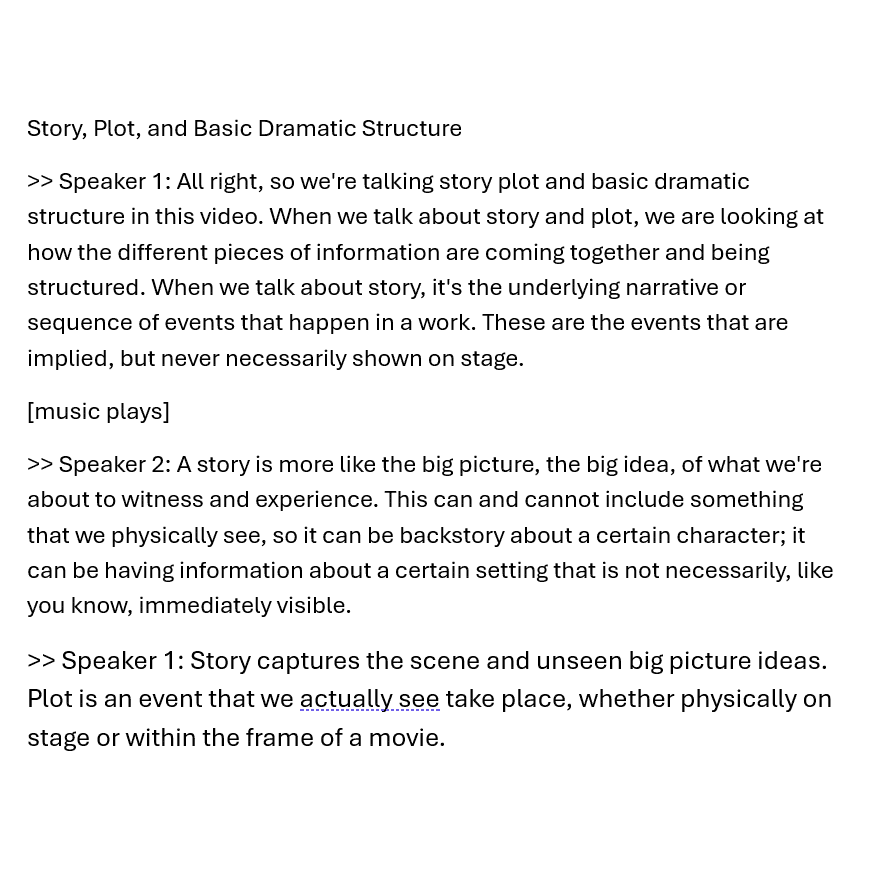 Story, Plot, and Basic Dramatic Structure
>> Speaker 1: All right, so we're talking story plot and basic dramatic
structure in this video. When we talk about story and plot, we are looking at
how the different pieces of information are coming together and being
structured. When we talk about story, it's the underlying narrative or
sequence of events that happen in a work. These are the events that are
implied, but never necessarily shown on stage.
[music plays]
>> Speaker 2: A story is more like the big picture, the big idea, of what we're
about to witness and experience. This can and cannot include something
that we physically see, so it can be backstory about a certain character; it
can be having information about a certain setting that is not necessarily, like
you know, immediately visible.
>> Speaker 1: Story captures the scene and unseen big picture ideas.
Plot is an event that we actually see take place, whether physically on
stage or within the frame of a movie.